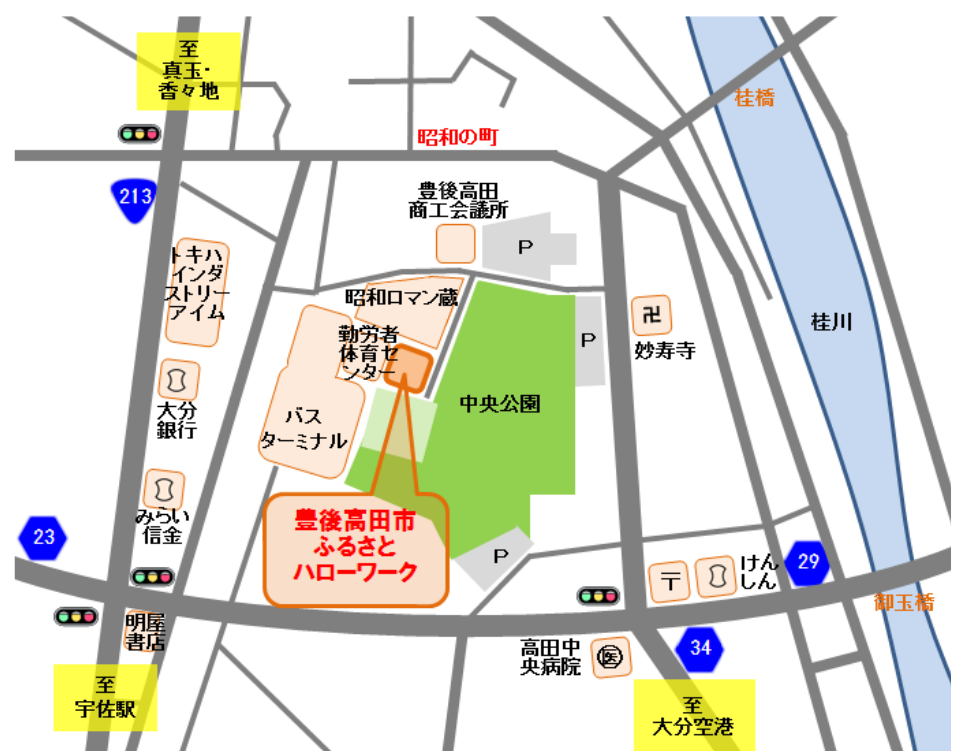 至
真玉・
香々地
桂橋
昭和の町
213
豊後高田
商工会議所
P
トキハ
インダ
ストリー
アイム
昭和ロマン蔵
桂川
P
卍
妙寿寺
勤労者
体育セ
ンター
大分
銀行
中央公園
バス
ターミナル
みらい
信金
豊後高田市
ふるさと
ハローワーク
23
P
〒
けん
しん
29
御玉橋
明屋
書店
高田中
央病院
医
34
至
宇佐駅
至
大分空港